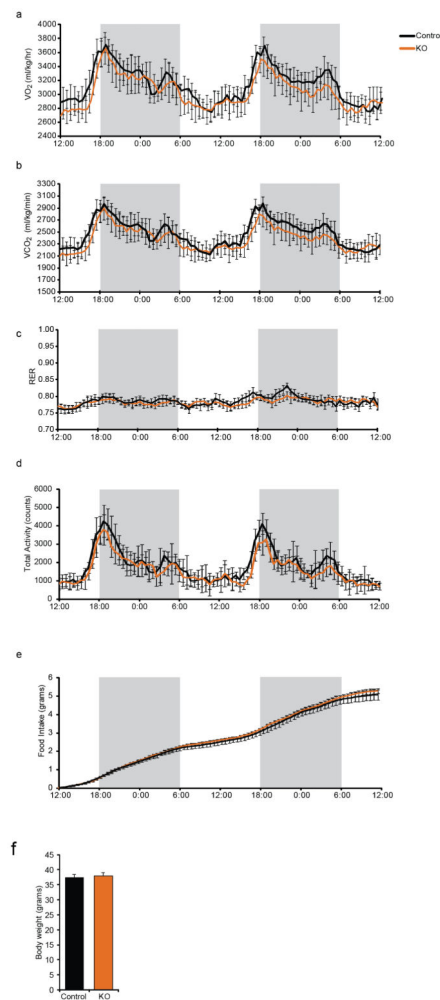 a
Control
KO
VO2 (ml/kg/hr)
4000
3800
3600
3400
3200
3000
2800
2600
2400
12:00 18:00 0:00 6:00 12:00 18:00 0:00 6:00 12:00
b
VCO2 (ml/kg/min)
3300
3100
2900
2700
2500
2300
2100
1900
1700
1500
12:00 18:00 0:00 6:00 12:00 18:00 0:00 6:00 12:00
c
RER
1.00
0.90
0.85
0.80
0.75
0.70
12:00 18:00 0:00 6:00 12:00 18:00 0:00 6:00 12:00
d
Total Activity (counts)
6000
5000
4000
3000
2000
1000
0
12:00 18:00 0:00 6:00 12:00 18:00 0:00 6:00 12:00
e
Food Intake (grams)
6
5
4
3
2
1
0
12:00 18:00 0:00 6:00 12:00 18:00 0:00 6:00 12:00
f
Body weight (grams)
45
40
35
30
25
20
15
10
5
0
Control KO